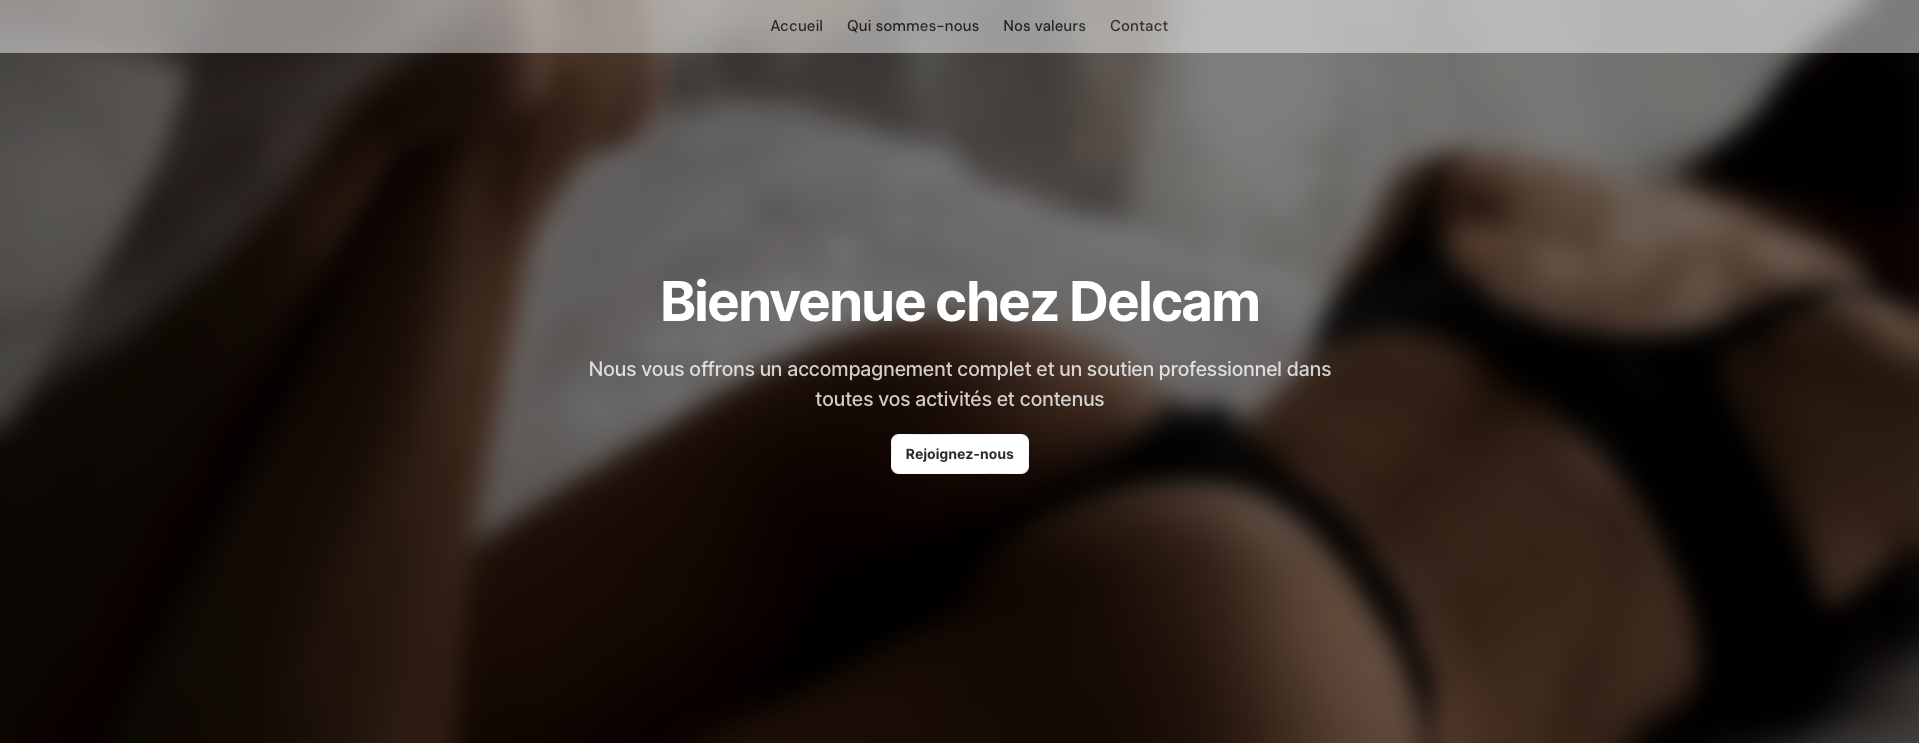 Accueil Qui sommes-nous Nos valeurs Contact
Bienvenue chez Delcam
Nous vous offrons un accompagnement complet et un soutien professionnel dans
toutes vos activités et contenus
Rejoignez-nous